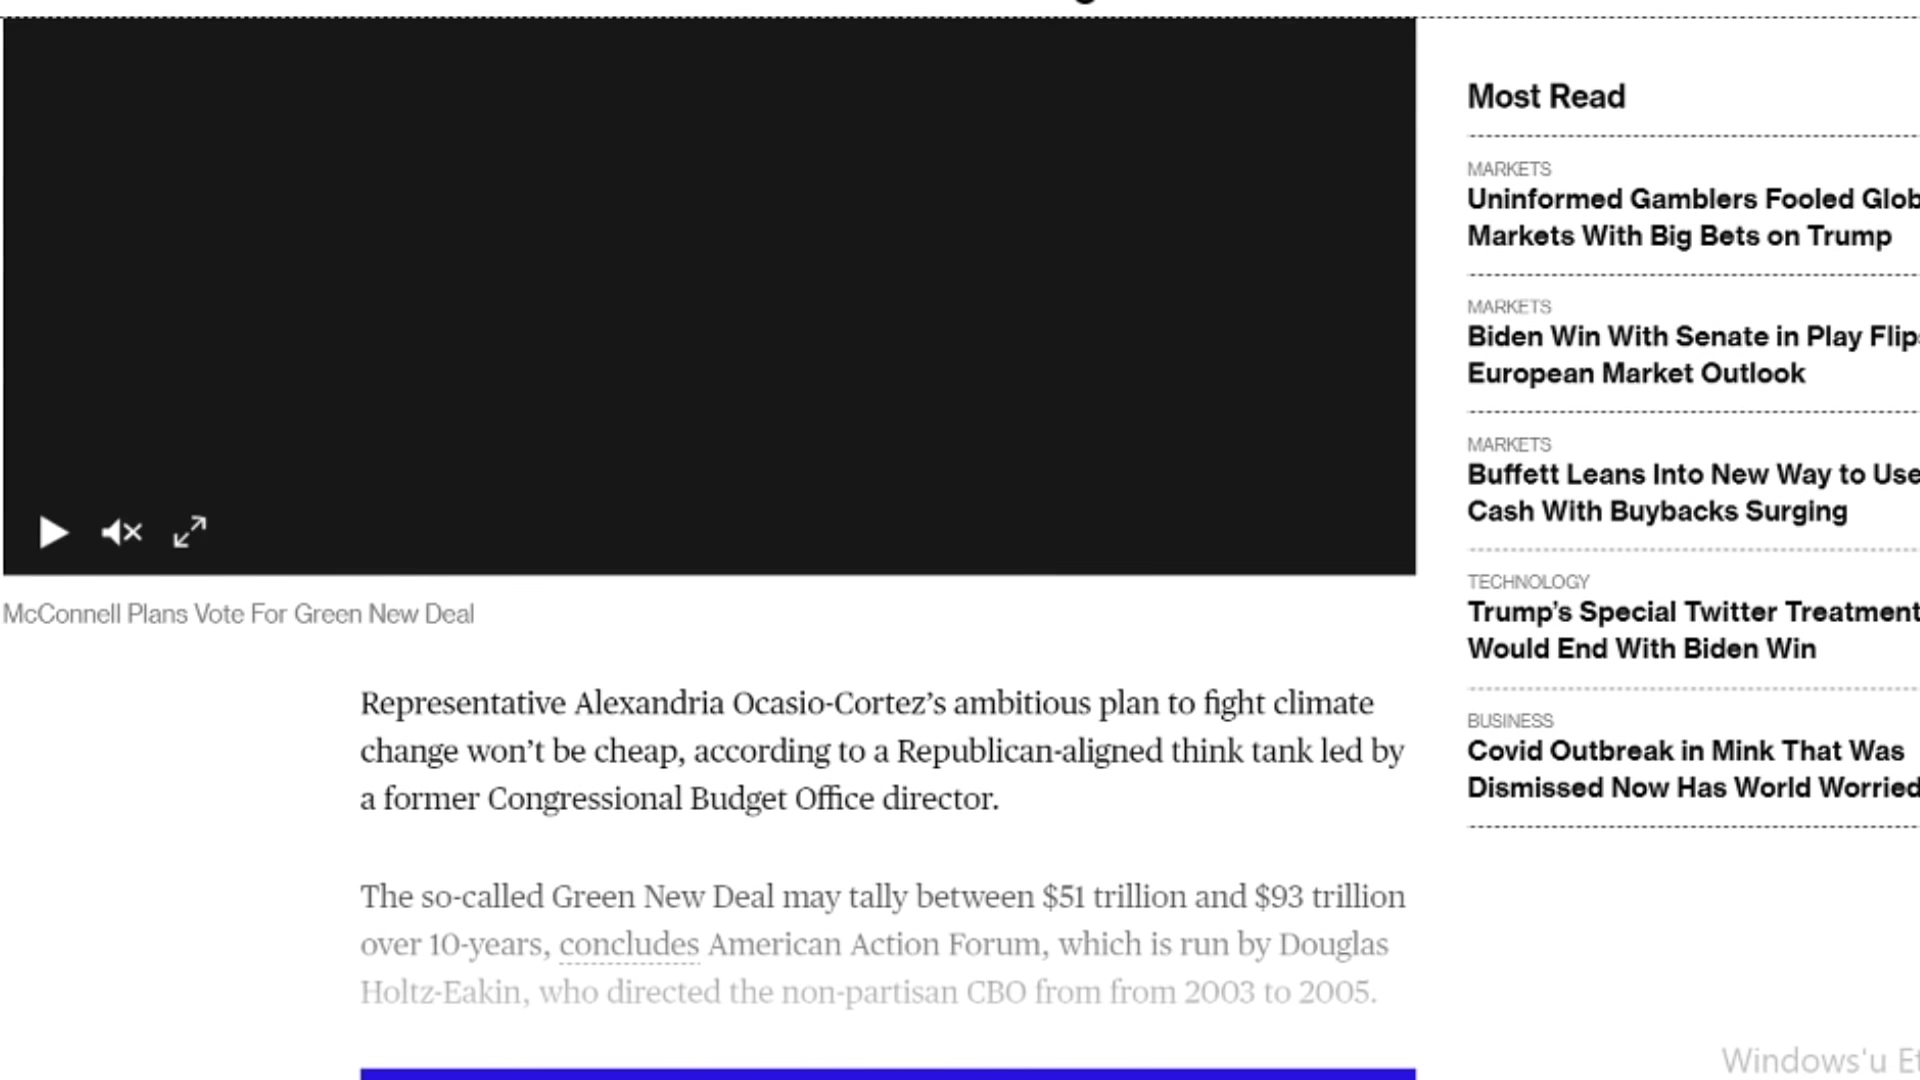 McConnell Plans Vote For Green New Deal
Representative Alexandria Ocasio-Cortez’s ambitious plan to fight climate
change won’t be cheap, according to a Republican-aligned think tank led by
a former Congressional Budget Office director.
The so-called Green New Deal may tally between $51 trillion and $93 trillion
over 10-years, concludes American Action Forum, which is run by Douglas
Holtz-Eakin, who directed the non-partisan CBO from from 2003 to 2005.
Most Read
MARKETS
Uninformed Gamblers Fooled
Markets With Big Bets on Trump
MARKETS
Biden Win With Senate in Play
European Market Outlook
MARKETS
Buffett Leans Into New Way to Use
Cash With Buybacks Surging
TECHNOLOGY
Trump’s Special Twitter Treatment
Would End With Biden Win
BUSINESS
Covid Outbreak in Mink That Was
Dismissed Now Has World Worried
Windows'u